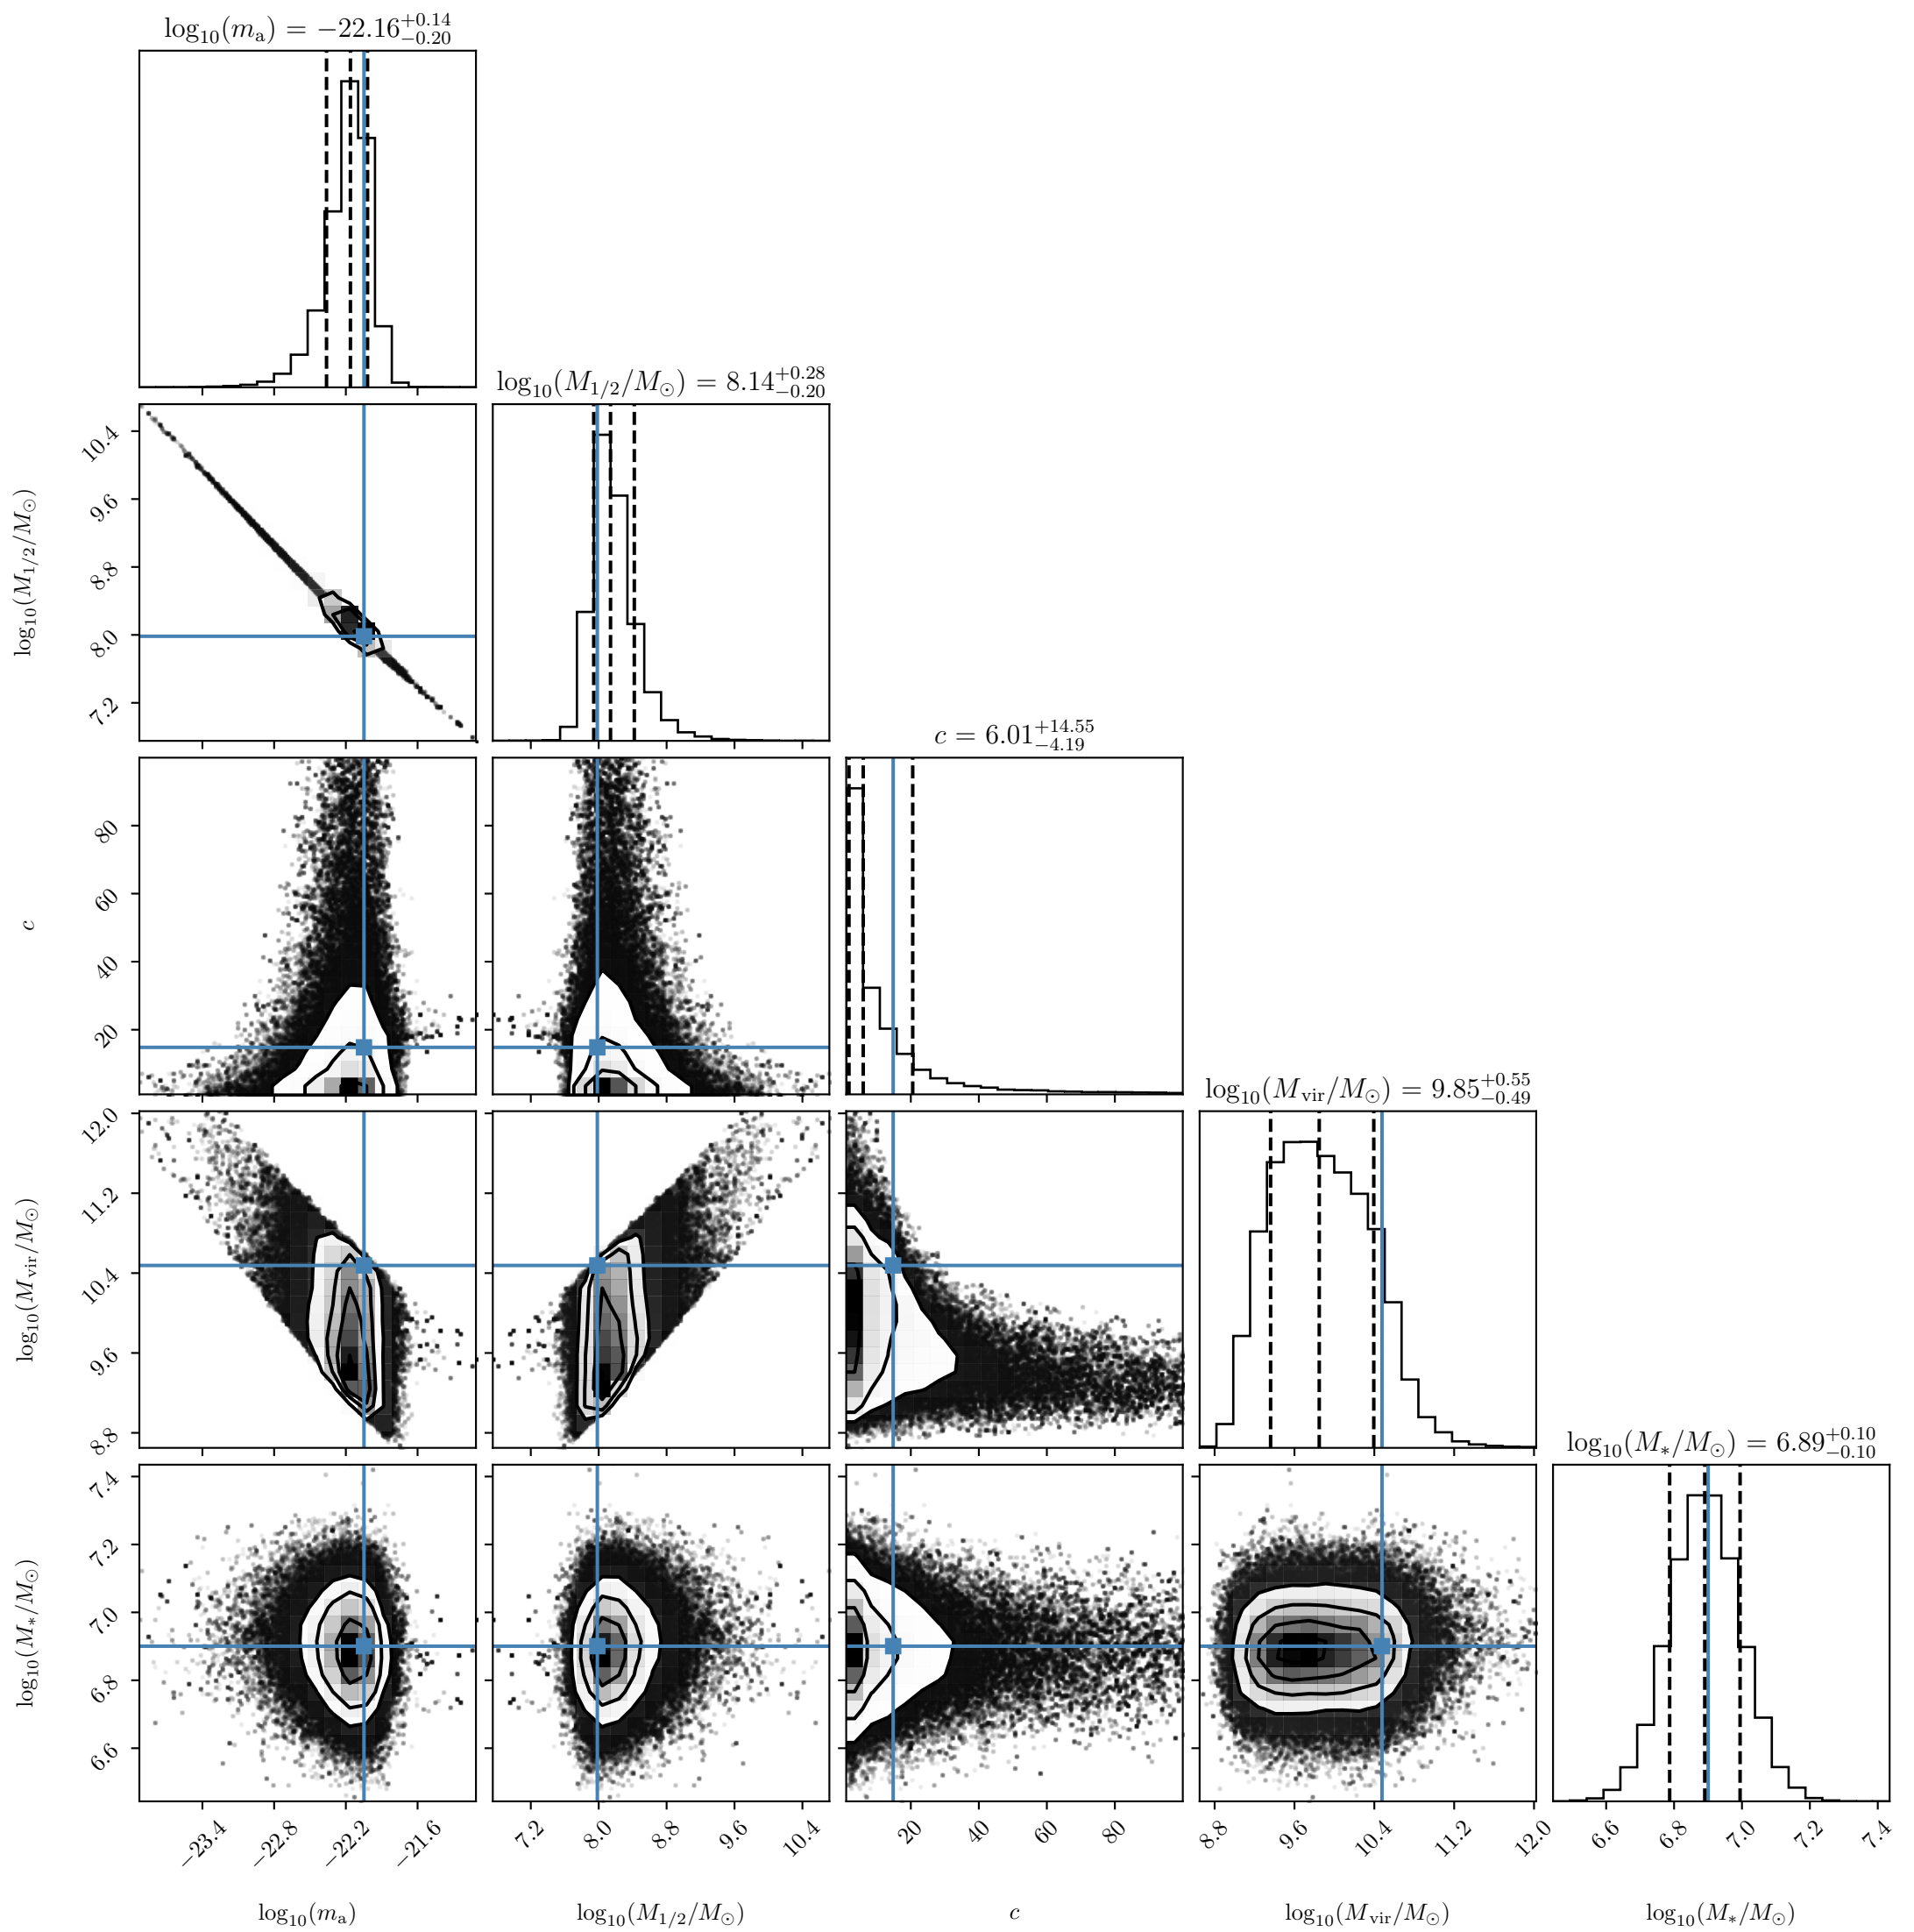 log₁₀(mₐ) = −22.16 +0.14 −0.20
log₁₀(M₁/₂/M☉) = 8.14 +0.28 −0.20
10.4
9.6
8.8
8.0
7.2
log₁₀(M₁/₂/M☉)
c = 6.01 +14.55 −4.19
80
60
40
20
c
log₁₀(M_vir/M☉) = 9.85 +0.55 −0.49
12.0
11.2
10.4
9.6
8.8
log₁₀(M_vir/M☉)
log₁₀(M_*/M☉) = 6.89 +0.10 −0.10
7.4
7.2
7.0
6.8
6.6
log₁₀(M_*/M☉)
−23.4 −22.8 −22.2 −21.6 7.2 8.0 8.8 9.6 10.4 20 40 60 80 8.8 9.6 10.4 11.2 12.0 6.6 6.8 7.0 7.2 7.4
log₁₀(mₐ) log₁₀(M₁/₂/M☉) c log₁₀(M_vir/M☉) log₁₀(M_*/M☉)